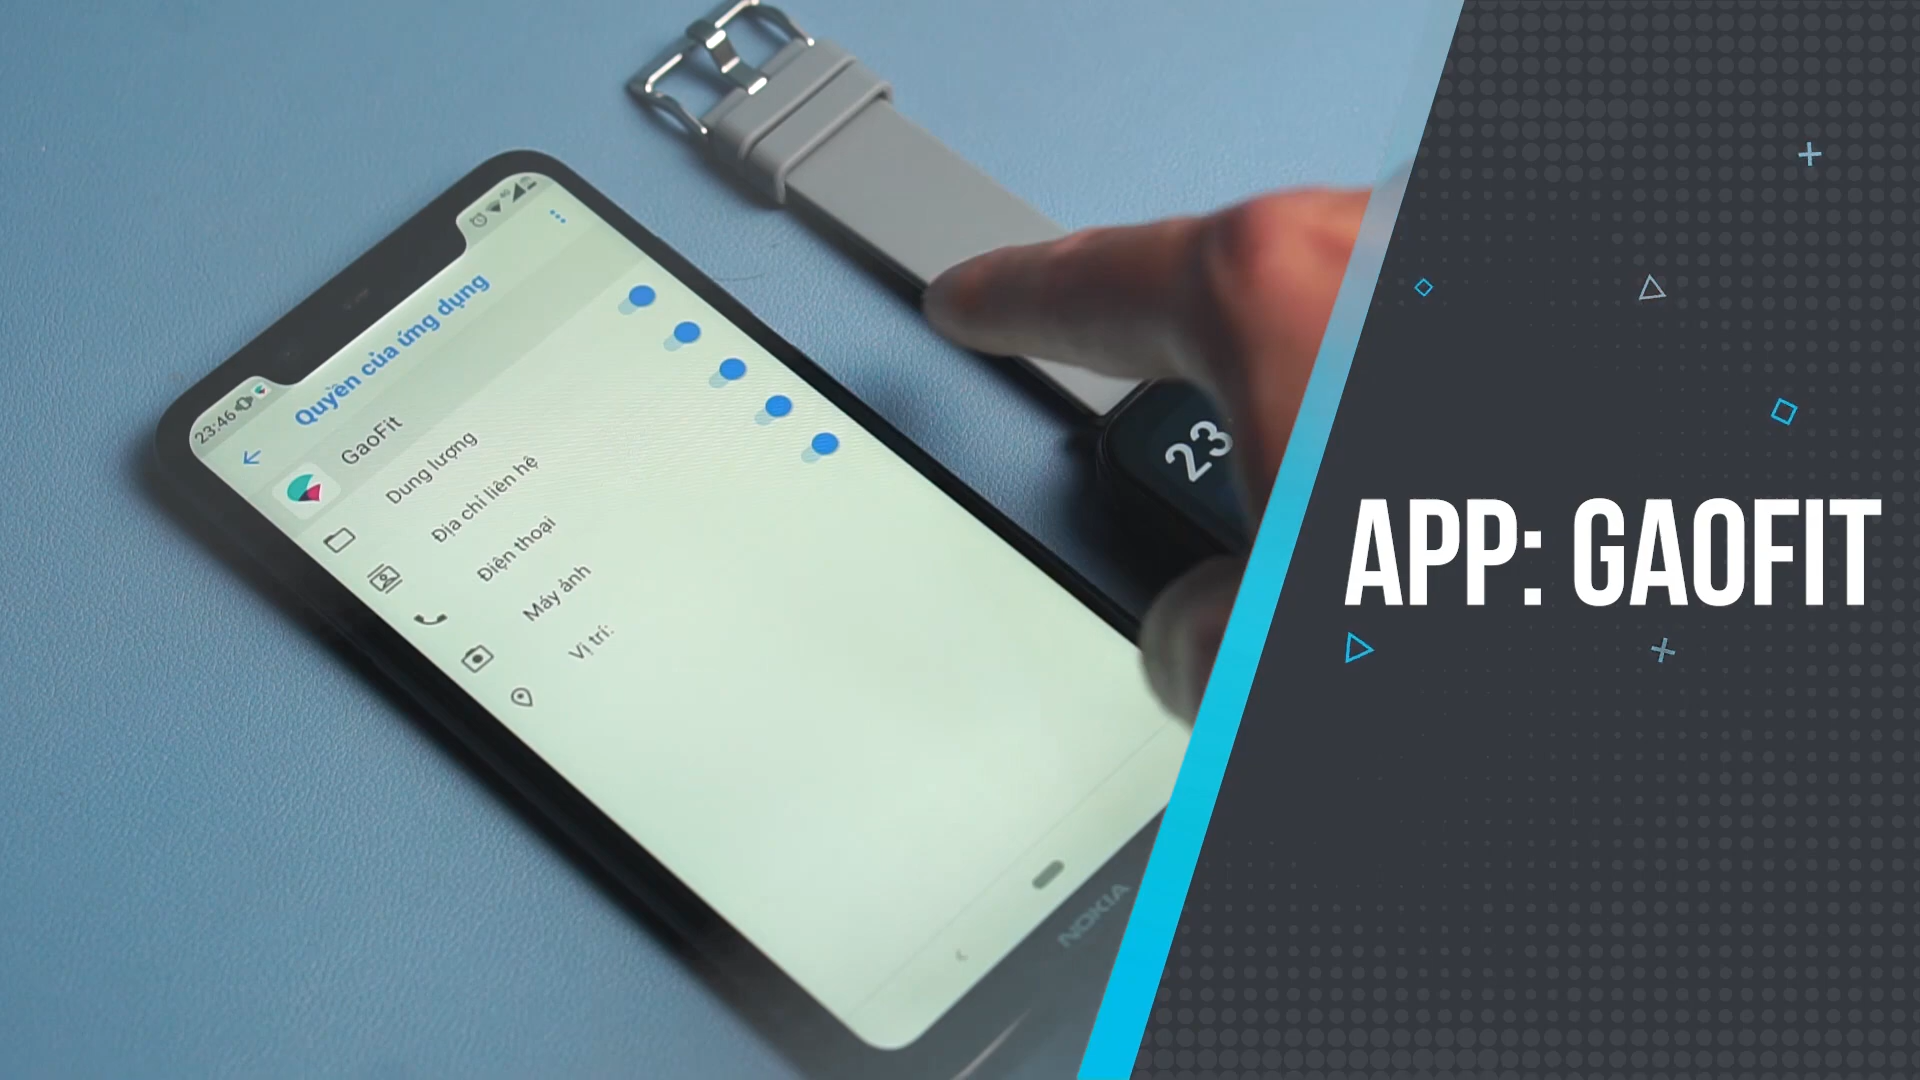 23:46
Quyền của ứng dụng
GaoFit
Dung lượng
Địa chỉ liên hệ
Điện thoại
Máy ảnh
Vị trí:
NOKIA
23
APP: GAOFIT